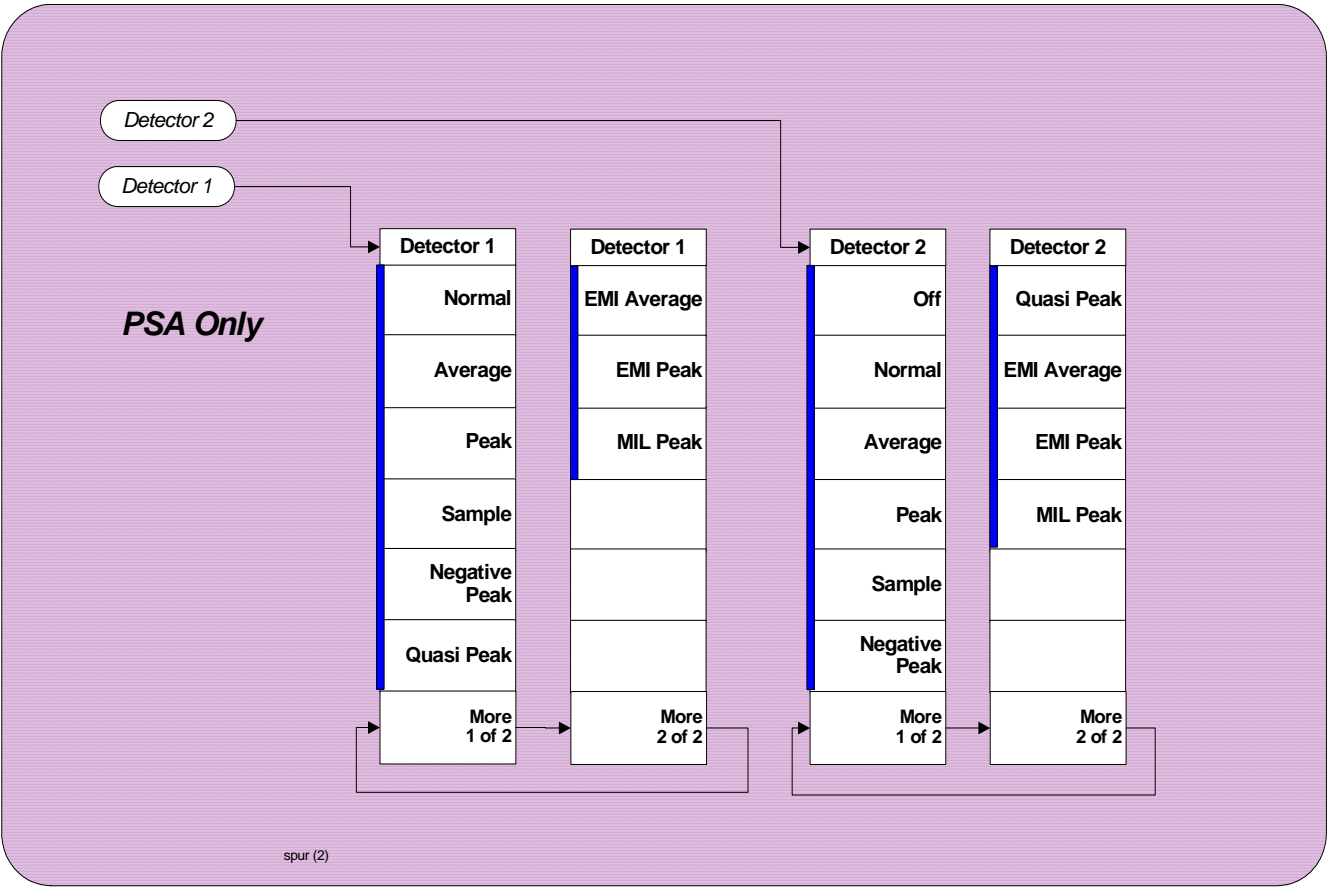 Detector 2
Detector 1
PSA Only
Detector 1
Normal
Average
Peak
Sample
Negative
Peak
Quasi Peak
More
1 of 2
Detector 1
EMI Average
EMI Peak
MIL Peak
More
2 of 2
Detector 2
Off
Normal
Average
Peak
Sample
Negative
Peak
More
1 of 2
Detector 2
Quasi Peak
EMI Average
EMI Peak
MIL Peak
More
2 of 2
spur (2)